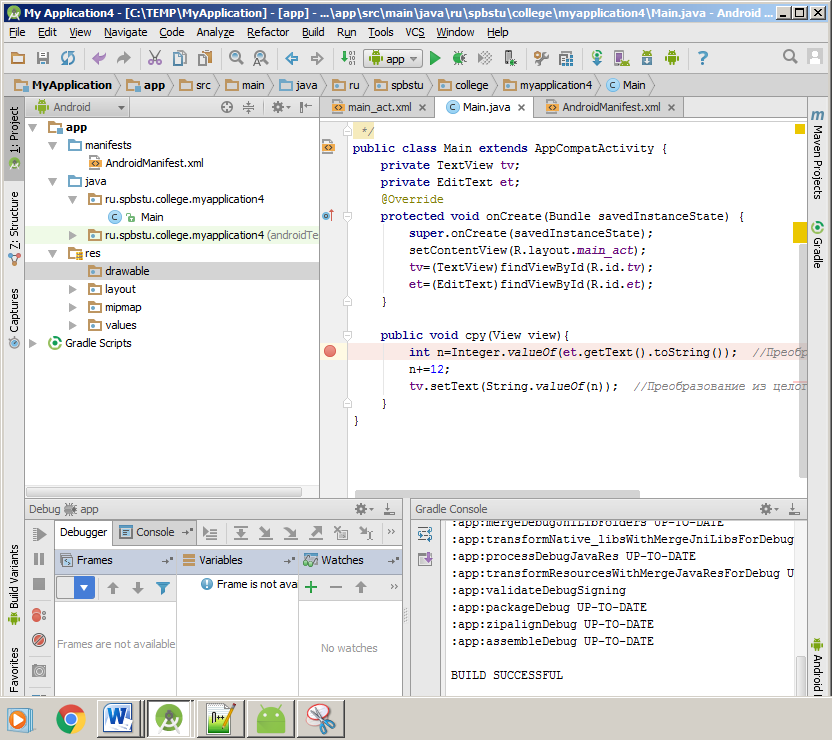 My Application4 - [C:\TEMP\MyApplication] - [app] - ...\app\src\main\java\ru\spbstu\college\myapplication4\Main.java - Android ...
File Edit View Navigate Code Analyze Refactor Build Run Tools VCS Window Help
app
MyApplication app src main java ru spbstu college myapplication4 Main
Android
main_act.xml Main.java AndroidManifest.xml
1: Project
Z: Structure
Captures
Build Variants
Favorites
app
manifests
AndroidManifest.xml
java
ru.spbstu.college.myapplication4
Main
ru.spbstu.college.myapplication4 (androidTe
res
drawable
layout
mipmap
values
Gradle Scripts
*/
public class Main extends AppCompatActivity {
private TextView tv;
private EditText et;
@Override
protected void onCreate(Bundle savedInstanceState) {
super.onCreate(savedInstanceState);
setContentView(R.layout.main_act);
tv=(TextView)findViewById(R.id.tv);
et=(EditText)findViewById(R.id.et);
}
public void cpy(View view){
int n=Integer.valueOf(et.getText().toString()); //Преобр
n+=12;
tv.setText(String.valueOf(n)); //Преобразование из целог
}
}
Maven Projects
Gradle
Debug app
Debugger Console
Frames Variables Watches
Frame is not ava
Frames are not available
No watches
Gradle Console
:app:mergeDebugJniLibFolders UP-TO-DATE
:app:transformNative_libsWithMergeJniLibsForDebug
:app:processDebugJavaRes UP-TO-DATE
:app:transformResourcesWithMergeJavaResForDebug U
:app:validateDebugSigning
:app:packageDebug UP-TO-DATE
:app:zipalignDebug UP-TO-DATE
:app:assembleDebug UP-TO-DATE
BUILD SUCCESSFUL